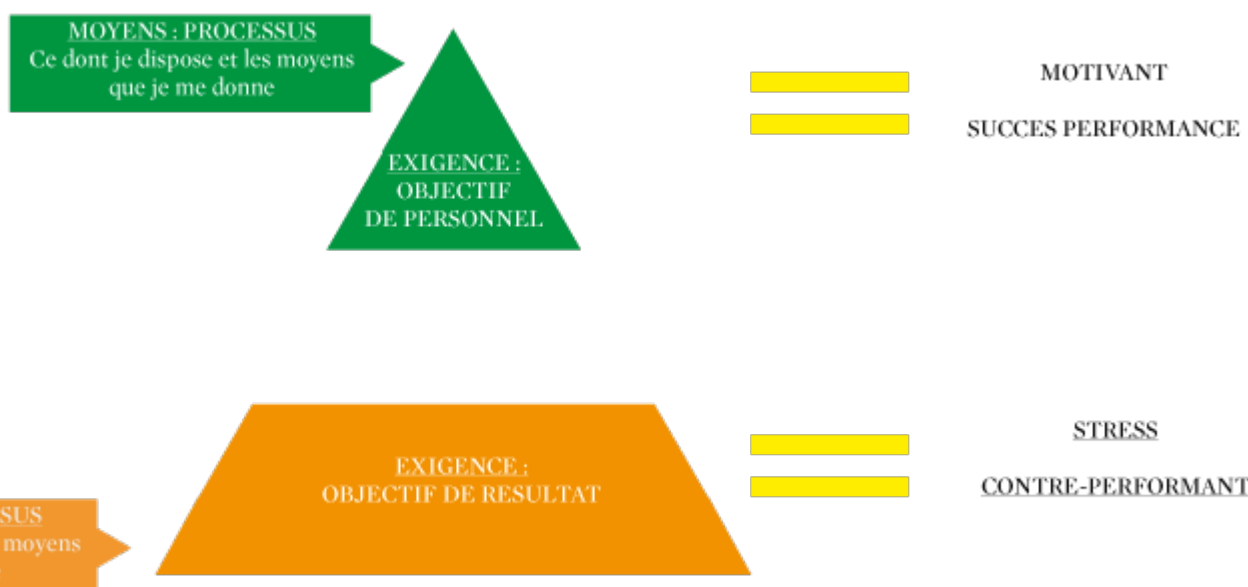 MOYENS : PROCESSUS
Ce dont je dispose et les moyens
que je me donne
EXIGENCE :
OBJECTIF
DE PERSONNEL
MOTIVANT
SUCCES PERFORMANCE
EXIGENCE :
OBJECTIF DE RESULTAT
STRESS
CONTRE-PERFORMANT
SUS
moyens